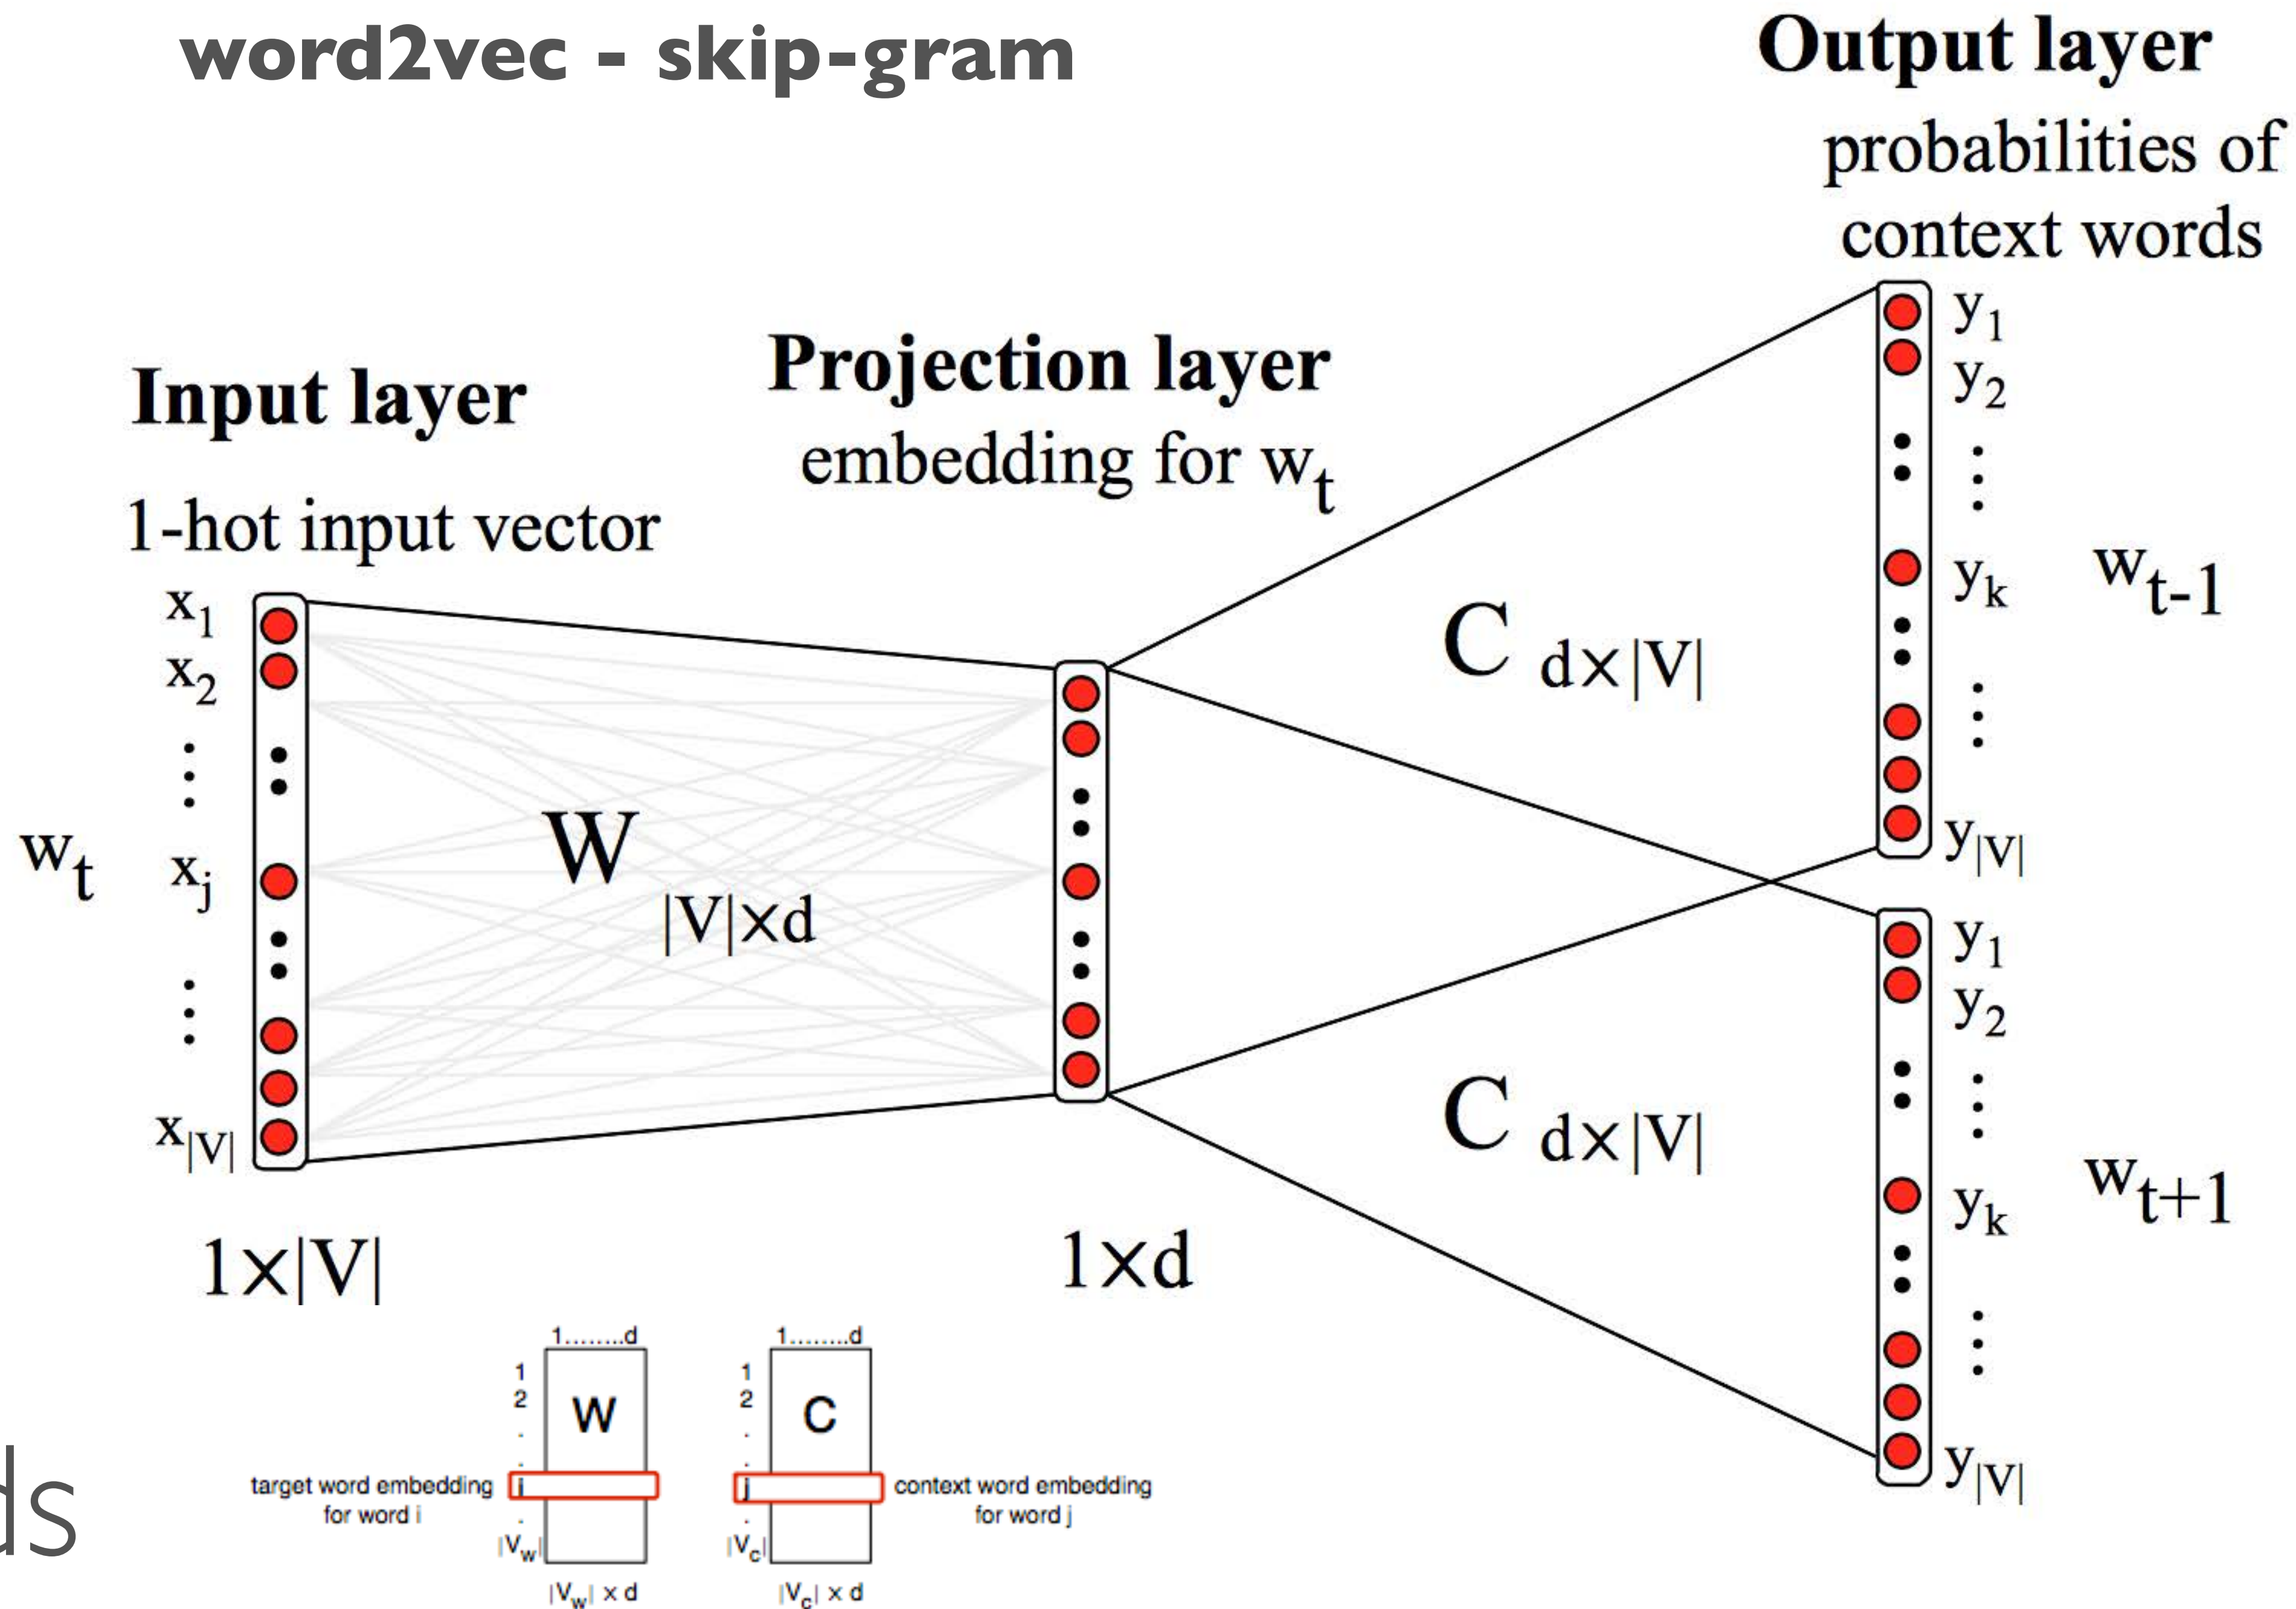 word2vec - skip-gram
Output layer
probabilities of
context words
Input layer
1-hot input vector
Projection layer
embedding for wₜ
wₜ
x₁
x₂
⋮
xⱼ
⋮
x|V|
W |V|×d
1×|V|
1×d
C d×|V|
y₁
y₂
⋮
yₖ
⋮
y|V|
wₜ₋₁
C d×|V|
y₁
y₂
⋮
yₖ
⋮
y|V|
wₜ₊₁
1........d
1
2
.
.
i
.
|Vw|
W
target word embedding
for word i
|Vw| x d
1........d
1
2
.
.
j
.
|Vc|
C
context word embedding
for word j
|Vc| x d